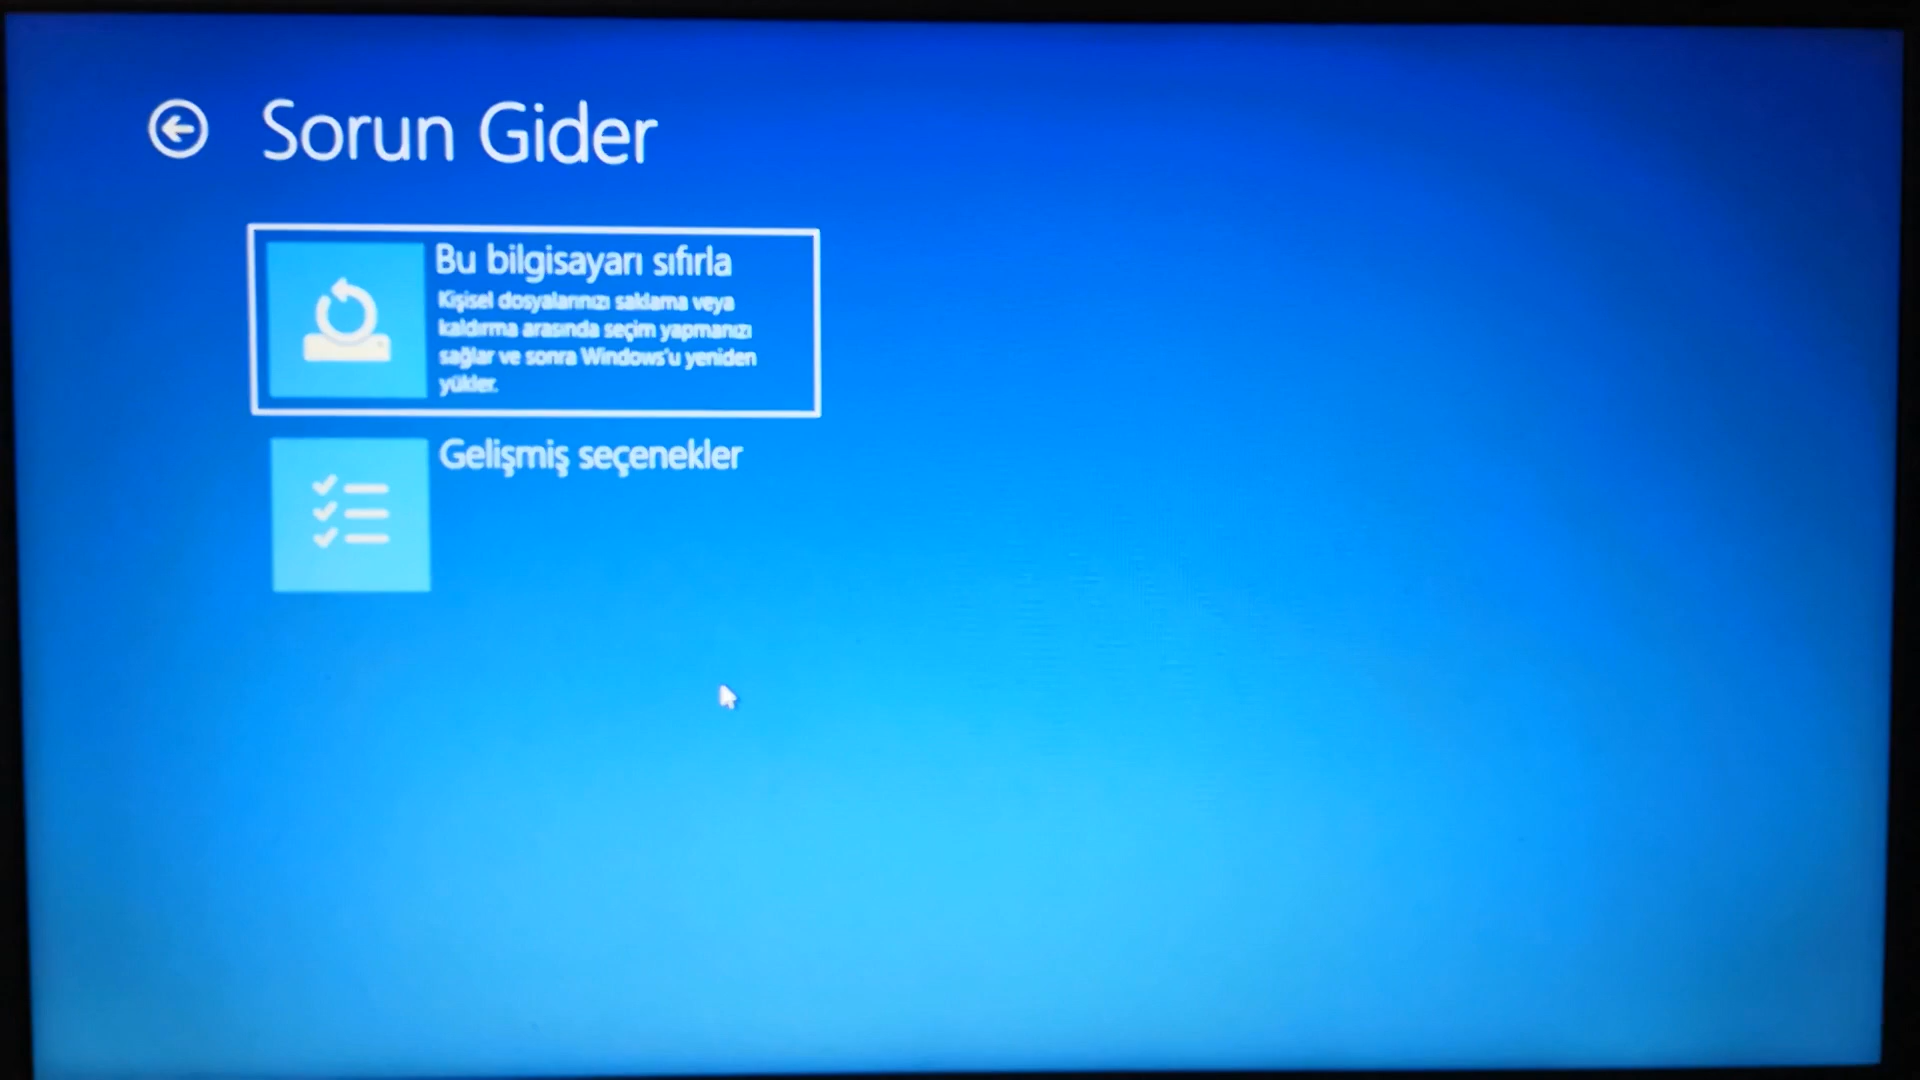 Sorun Gider
Bu bilgisayarı sıfırla
Kişisel dosyalarınızı saklama veya
kaldırma arasında seçim yapmanızı
sağlar ve sonra Windows'u yeniden
yükler.
Gelişmiş seçenekler